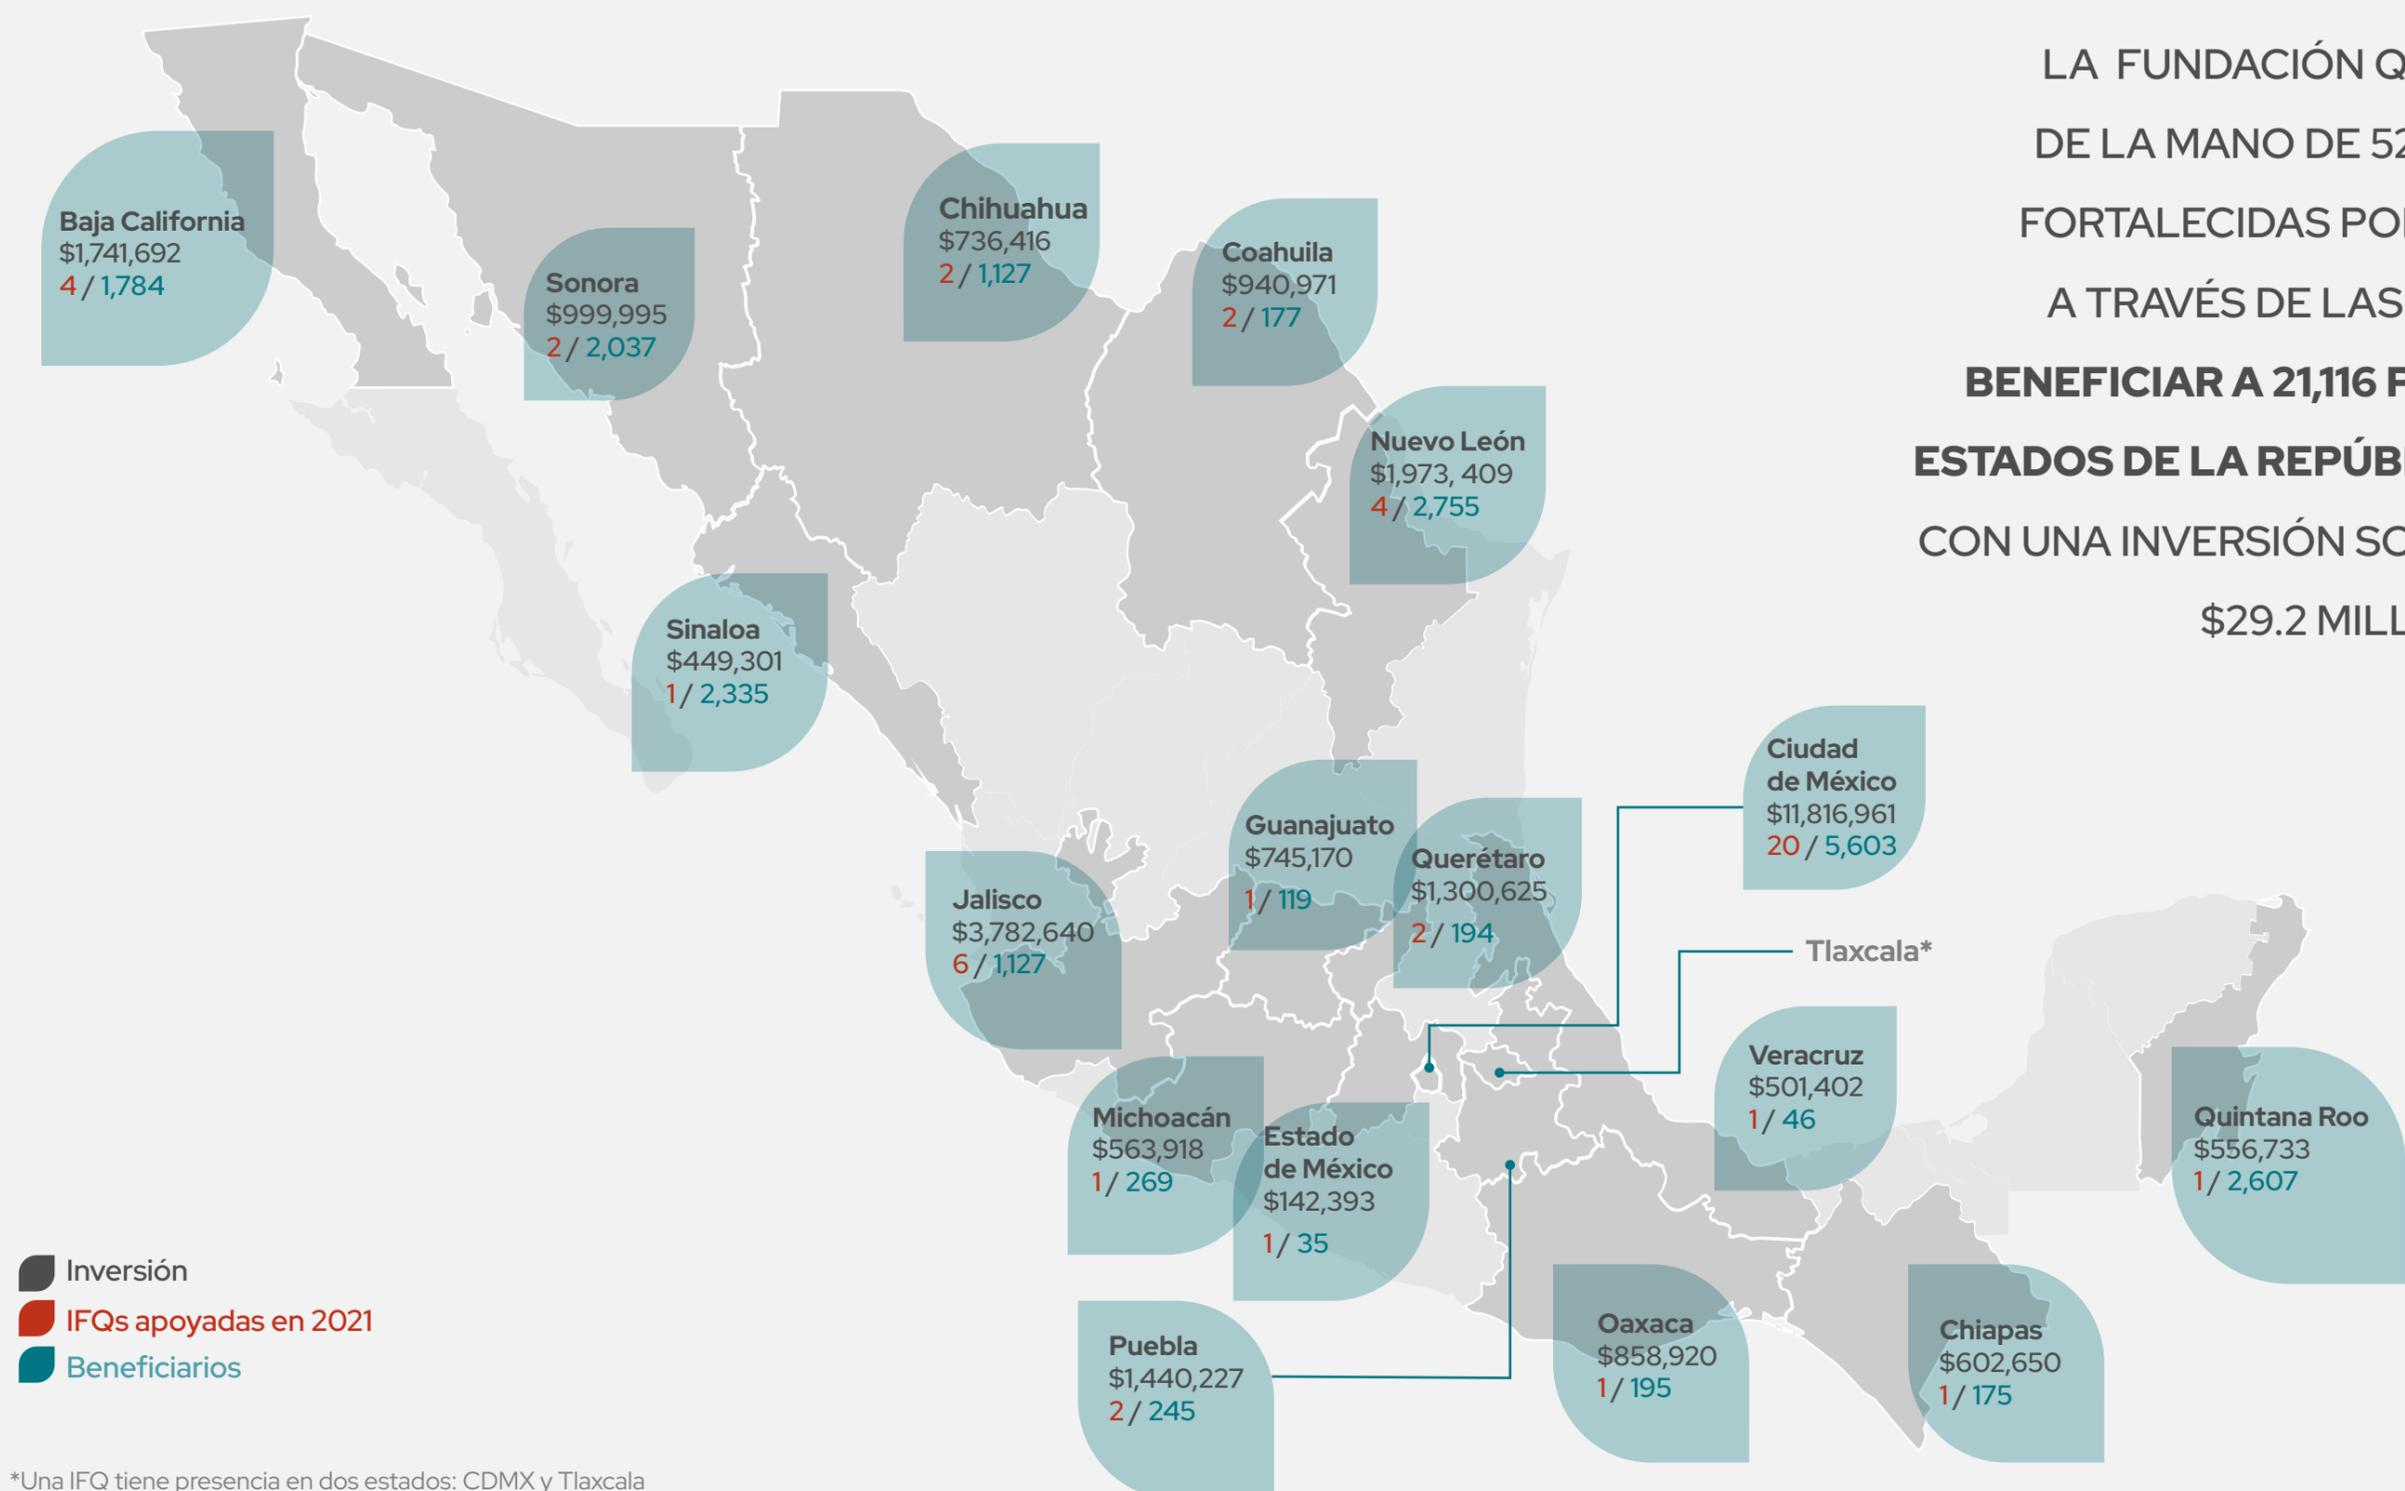 LA FUNDACIÓN
DE LA MANO DE 52
FORTALECIDAS
A TRAVÉS DE LAS
BENEFICIAR A 21,116
ESTADOS DE LA
CON UNA INVERSIÓN
$29.2
Baja California
$1,741,692
4 / 1,784
Sonora
$999,995
2 / 2,037
Chihuahua
$736,416
2 / 1,127
Coahuila
$940,971
2 / 177
Nuevo León
$1,973, 409
4 / 2,755
Sinaloa
$449,301
1 / 2,335
Ciudad
de México
$11,816,961
20 / 5,603
Guanajuato
$745,170
1 / 119
Querétaro
$1,300,625
2 / 194
Jalisco
$3,782,640
6 / 1,127
Tlaxcala*
Veracruz
$501,402
1 / 46
Quintana Roo
$556,733
1 / 2,607
Michoacán
$563,918
1 / 269
Estado
de México
$142,393
1 / 35
Puebla
$1,440,227
2 / 245
Oaxaca
$858,920
1 / 195
Chiapas
$602,650
1 / 175
Inversión
IFQs apoyadas en 2021
Beneficiarios
*Una IFQ tiene presencia en dos estados: CDMX y Tlaxcala